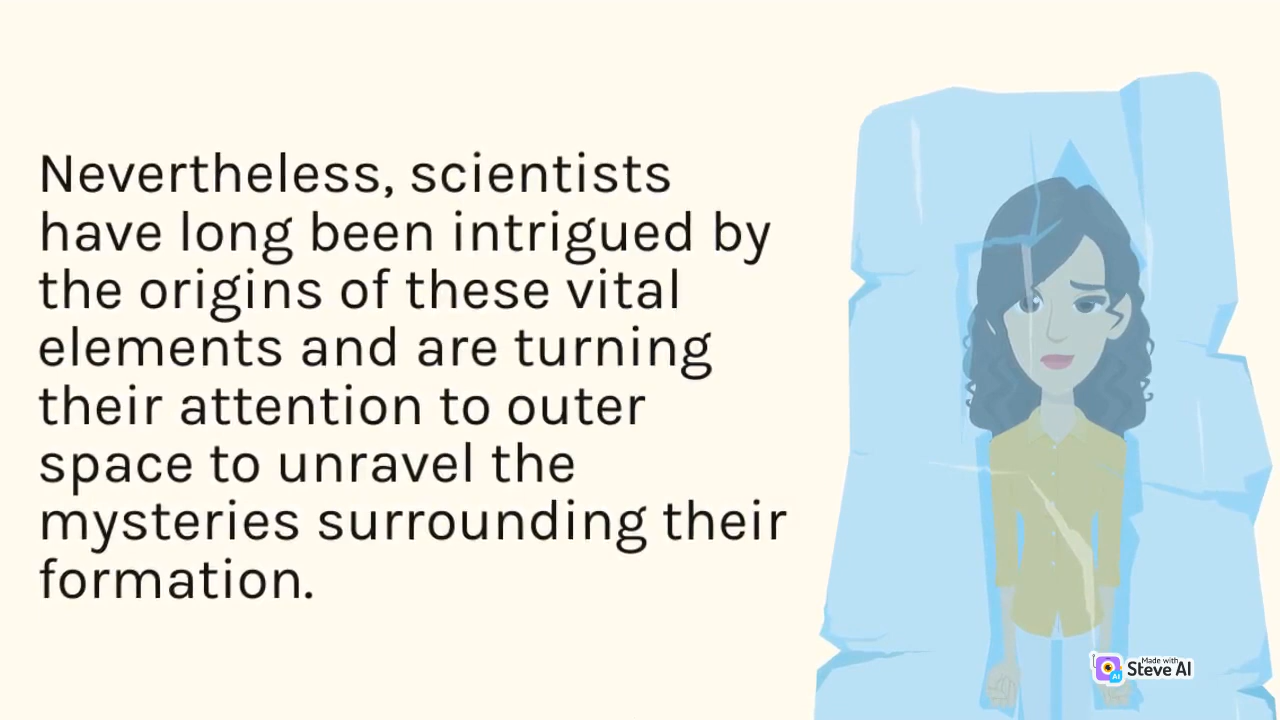 Nevertheless, scientists
have long been intrigued by
the origins of these vital
elements and are turning
their attention to outer
space to unravel the
mysteries surrounding their
formation.
Made with
Steve AI
AI